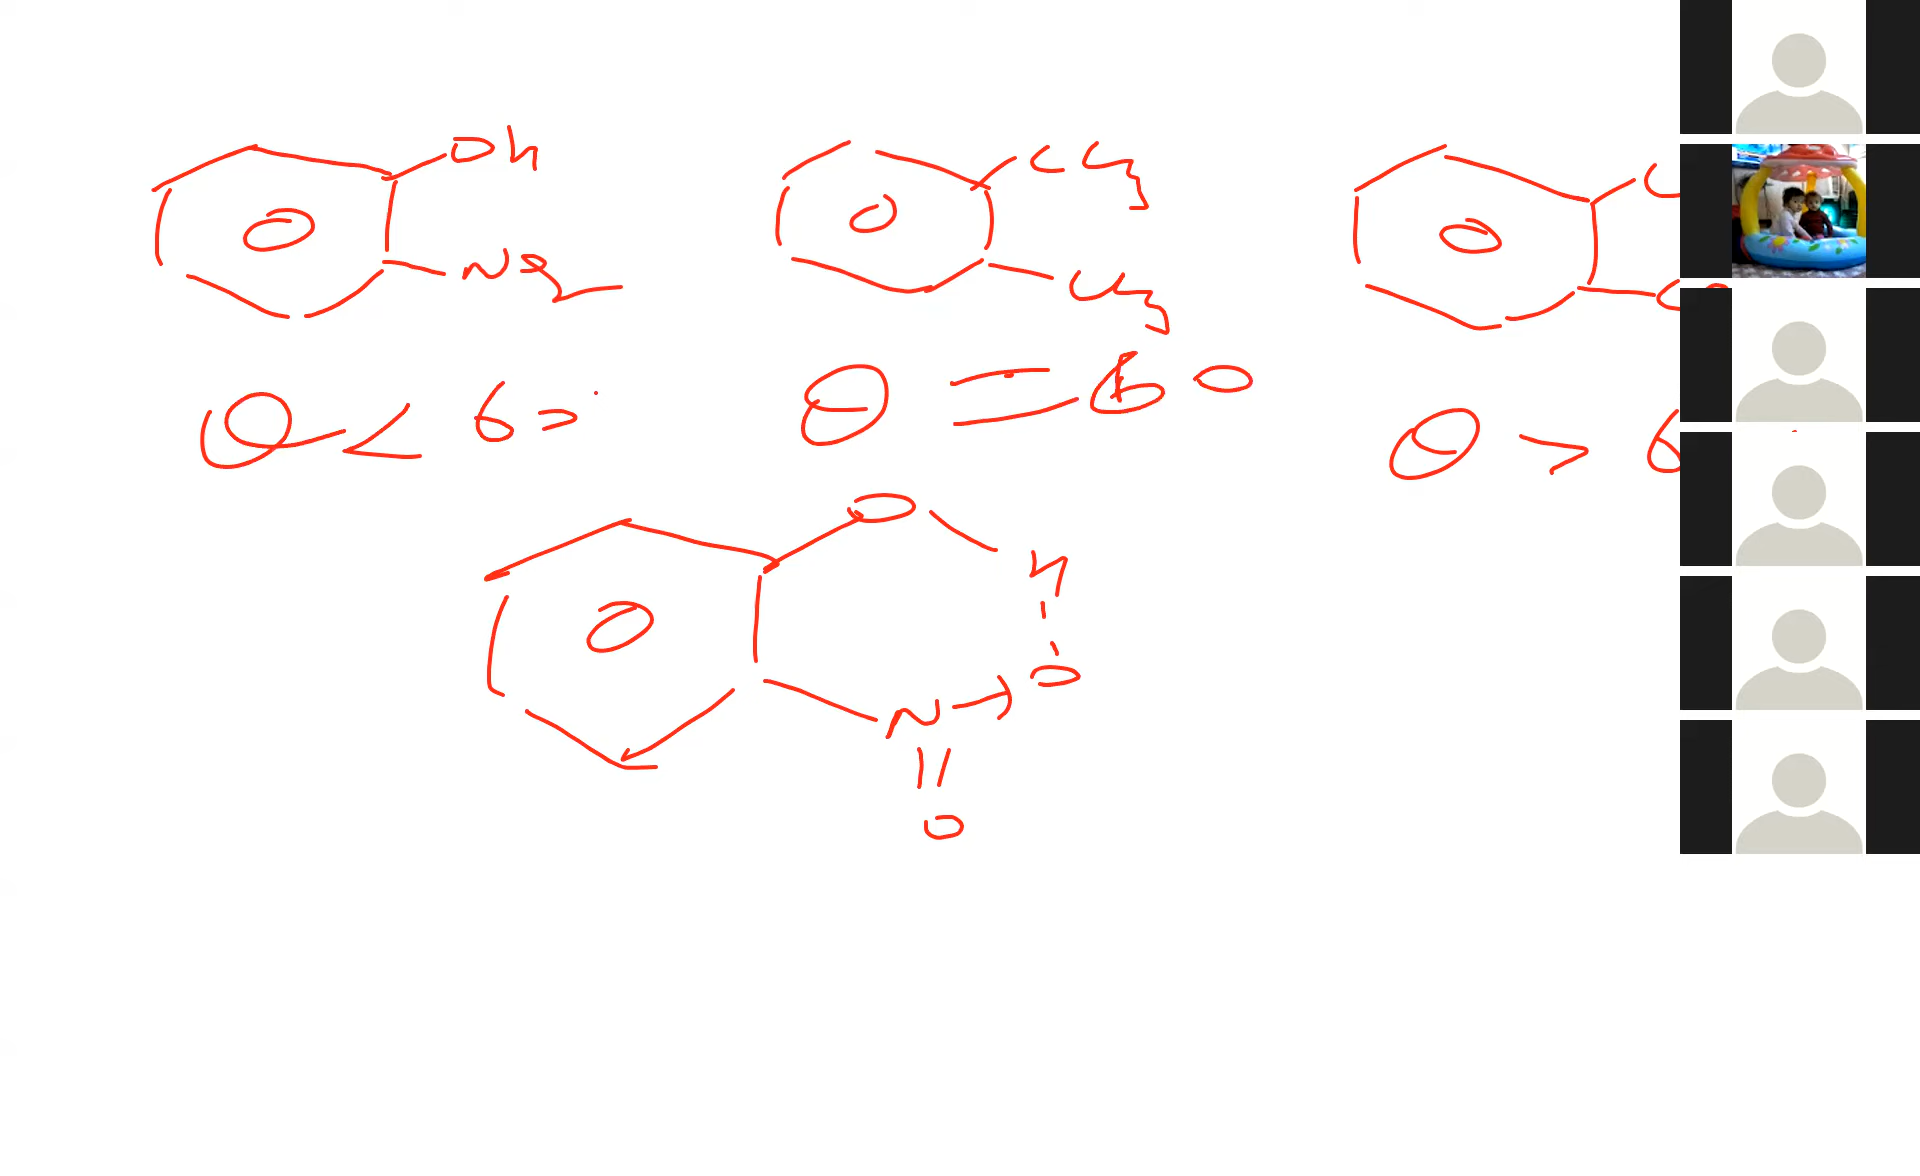 OH
CH3
NO2
CH3
θ < 60
θ = 60
θ >
O
H
O
N
O